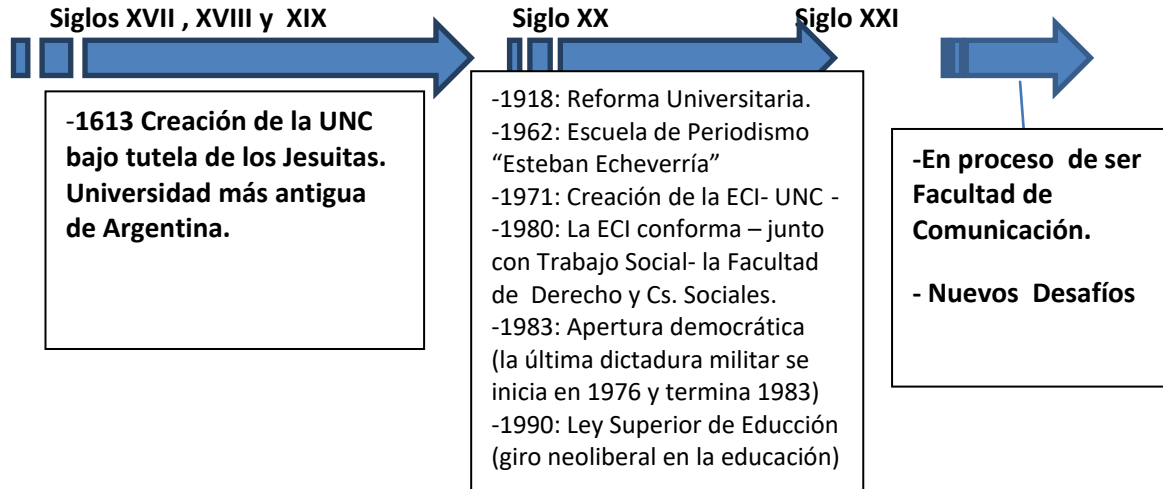 Siglos XVII , XVIII y XIX
Siglo XX
Siglo XXI
-1613 Creación de la UNC
bajo tutela de los Jesuitas.
Universidad más antigua
de Argentina.
-1918: Reforma Universitaria.
-1962: Escuela de Periodismo
“Esteban Echeverría”
-1971: Creación de la ECI- UNC -
-1980: La ECI conforma – junto
con Trabajo Social- la Facultad
de Derecho y Cs. Sociales.
-1983: Apertura democrática
(la última dictadura militar se
inicia en 1976 y termina 1983)
-1990: Ley Superior de Educción
(giro neoliberal en la educación)
-En proceso de ser
Facultad de
Comunicación.
- Nuevos Desafíos